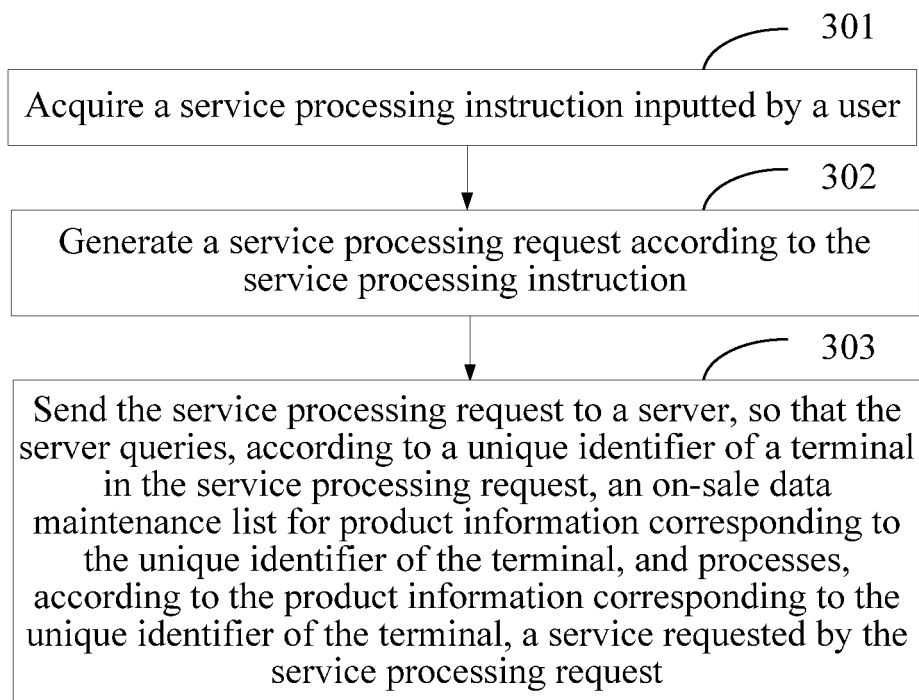 301
Acquire a service processing instruction inputted by a user
302
Generate a service processing request according to the
service processing instruction
303
Send the service processing request to a server, so that the
server queries, according to a unique identifier of a terminal
in the service processing request, an on-sale data
maintenance list for product information corresponding to
the unique identifier of the terminal, and processes,
according to the product information corresponding to the
unique identifier of the terminal, a service requested by the
service processing request